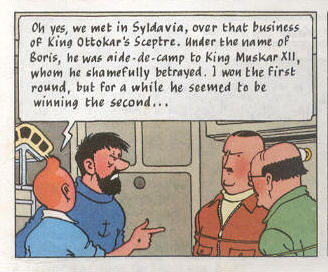 Oh yes, we met in Syldavia, over that business
of King Ottokar's Sceptre. Under the name of
Boris, he was aide-de-camp to King Muskar XII,
whom he shamefully betrayed. I won the first
round, but for a while he seemed to be
winning the second...